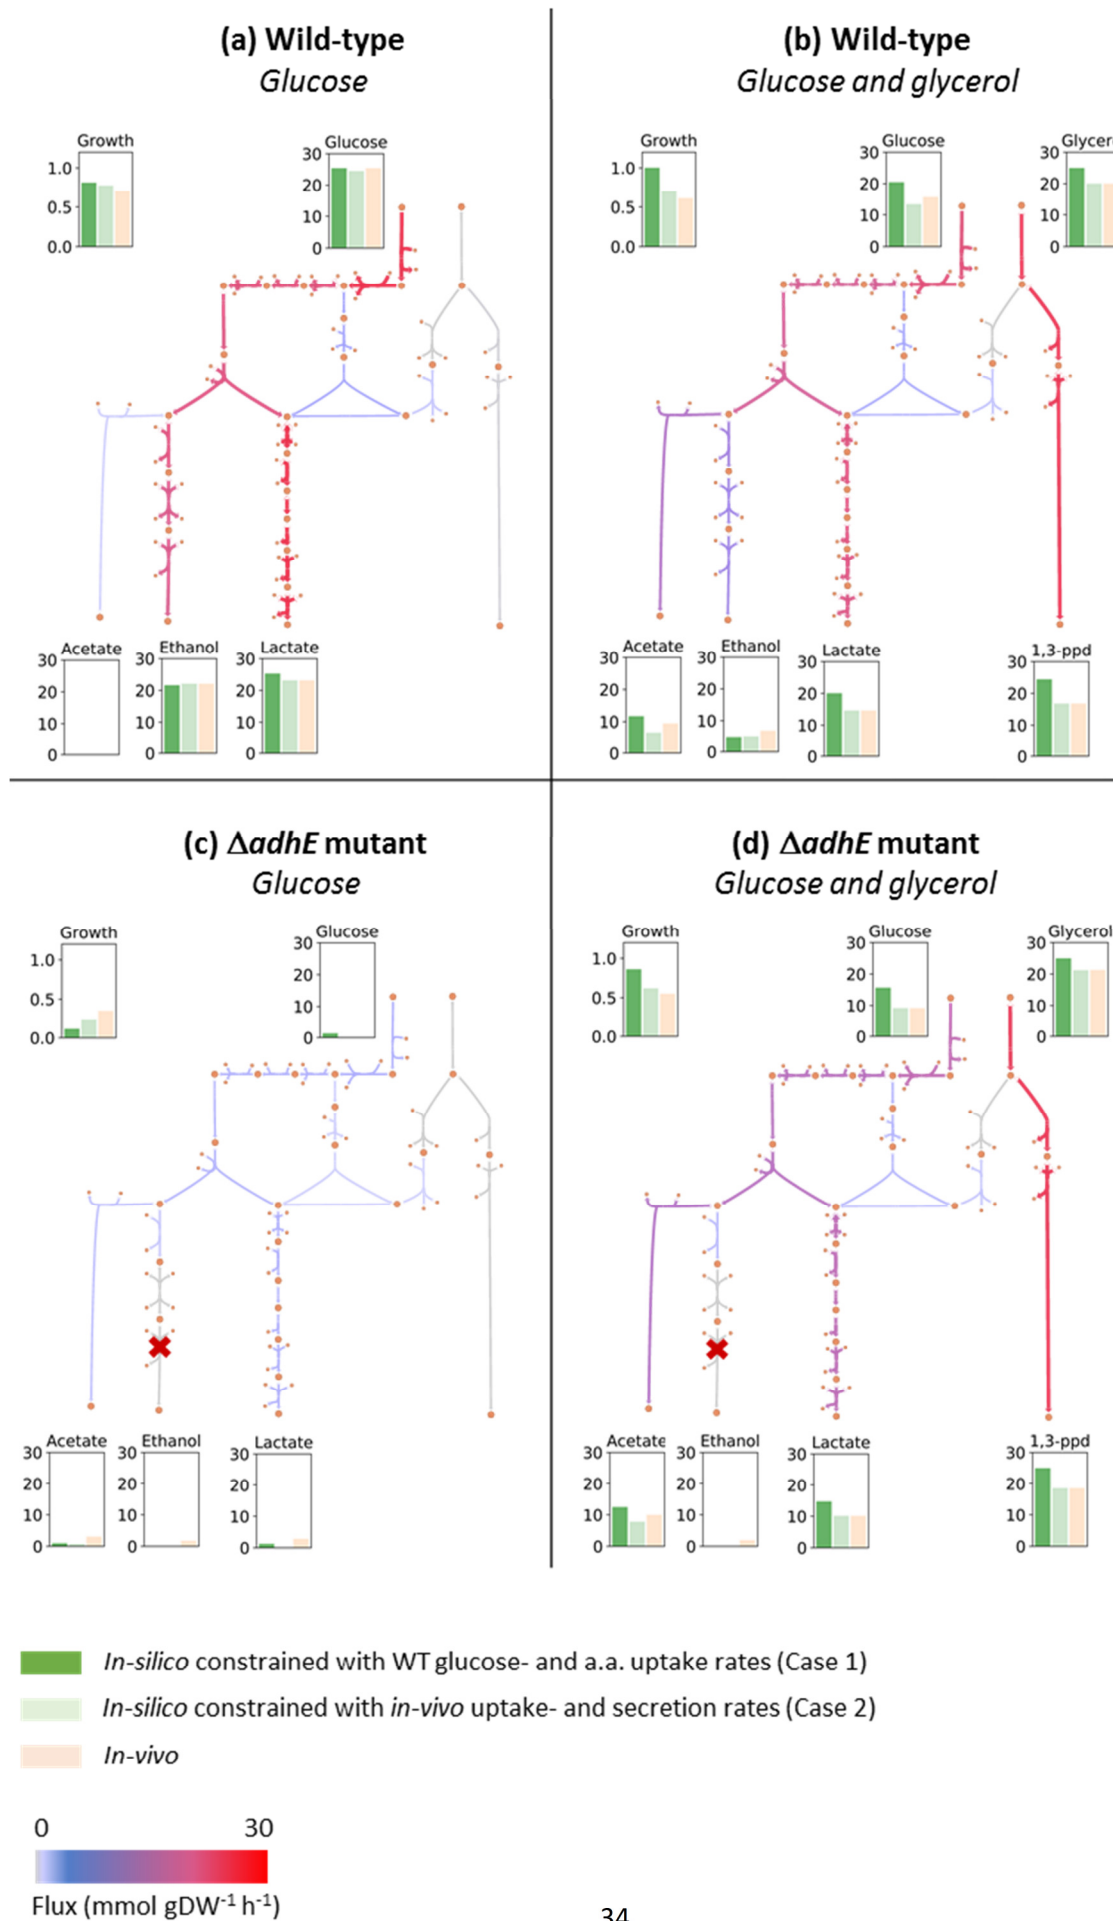 (a) Wild-type
Glucose
Growth
1.0
0.5
0.0
Glucose
30
20
10
0
Acetate
30
20
10
0
Ethanol
30
20
10
0
Lactate
30
20
10
0
(b) Wild-type
Glucose and glycerol
Growth
1.0
0.5
0.0
Glucose
30
20
10
0
Glycer
30
20
10
0
Acetate
30
20
10
0
Ethanol
30
20
10
0
Lactate
30
20
10
0
1,3-ppd
30
20
10
0
(c) ΔadhE mutant
Glucose
Growth
1.0
0.5
0.0
Glucose
30
20
10
0
Acetate
30
20
10
0
Ethanol
30
20
10
0
Lactate
30
20
10
0
(d) ΔadhE mutant
Glucose and glycerol
Growth
1.0
0.5
0.0
Glucose
30
20
10
0
Glycerol
30
20
10
0
Acetate
30
20
10
0
Ethanol
30
20
10
0
Lactate
30
20
10
0
1,3-ppd
30
20
10
0
In-silico constrained with WT glucose- and a.a. uptake rates (Case 1)
In-silico constrained with in-vivo uptake- and secretion rates (Case 2)
In-vivo
0 30
Flux (mmol gDW⁻¹ h⁻¹)
34